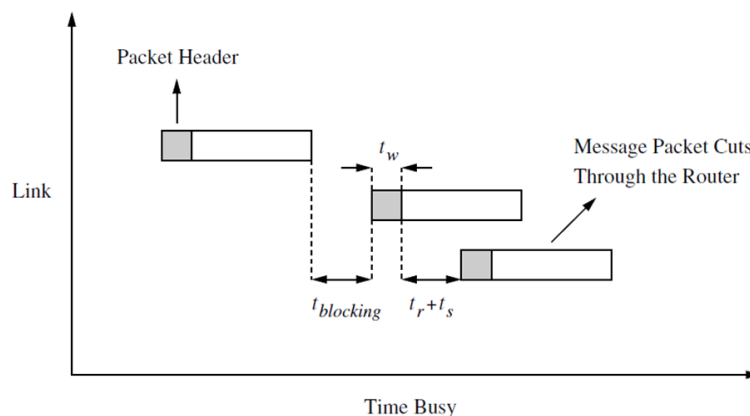 Packet Header
t_w
Message Packet Cuts
Through the Router
Link
t_blocking
t_r+t_s
Time Busy